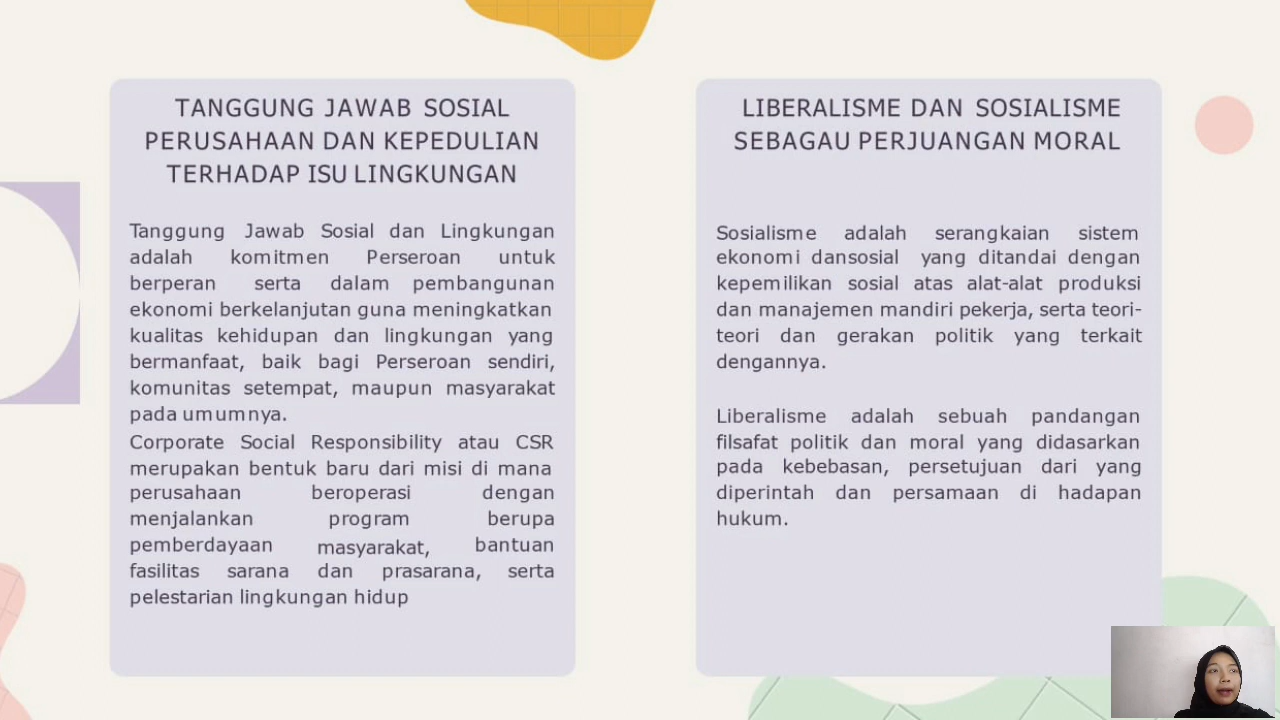 TANGGUNG JAWAB SOSIAL
PERUSAHAAN DAN KEPEDULIAN
TERHADAP ISU LINGKUNGAN
Tanggung Jawab Sosial dan Lingkungan
adalah komitmen Perseroan untuk
berperan serta dalam pembangunan
ekonomi berkelanjutan guna meningkatkan
kualitas kehidupan dan lingkungan yang
bermanfaat, baik bagi Perseroan sendiri,
komunitas setempat, maupun masyarakat
pada umumnya.
Corporate Social Responsibility atau CSR
merupakan bentuk baru dari misi di mana
perusahaan beroperasi dengan
menjalankan program berupa
pemberdayaan masyarakat, bantuan
fasilitas sarana dan prasarana, serta
pelestarian lingkungan hidup
LIBERALISME DAN SOSIALISME
SEBAGAU PERJUANGAN MORAL
Sosialisme adalah serangkaian sistem
ekonomi dansosial yang ditandai dengan
kepemilikan sosial atas alat-alat produksi
dan manajemen mandiri pekerja, serta teori-
teori dan gerakan politik yang terkait
dengannya.
Liberalisme adalah sebuah pandangan
filsafat politik dan moral yang didasarkan
pada kebebasan, persetujuan dari yang
diperintah dan persamaan di hadapan
hukum.